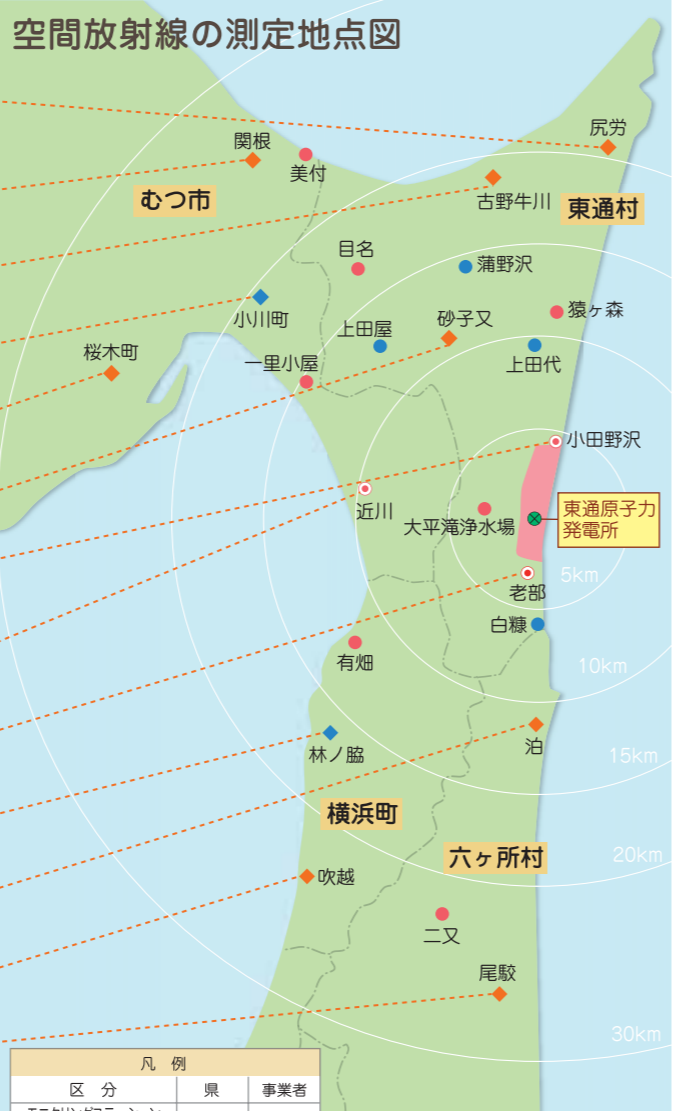 空間放射線の測定地点図
尻労
関根
美付
むつ市
古野牛川
東通村
目名
蒲野沢
小川町
上田屋
砂子又
猿ヶ森
桜木町
一里小屋
上田代
小田野沢
近川
大平滝浄水場
東通原子力
発電所
5km
老部
白糠
10km
有畑
泊
林ノ脇
15km
横浜町
六ヶ所村
20km
吹越
二又
尾駮
30km
凡 例
区 分 県 事業者